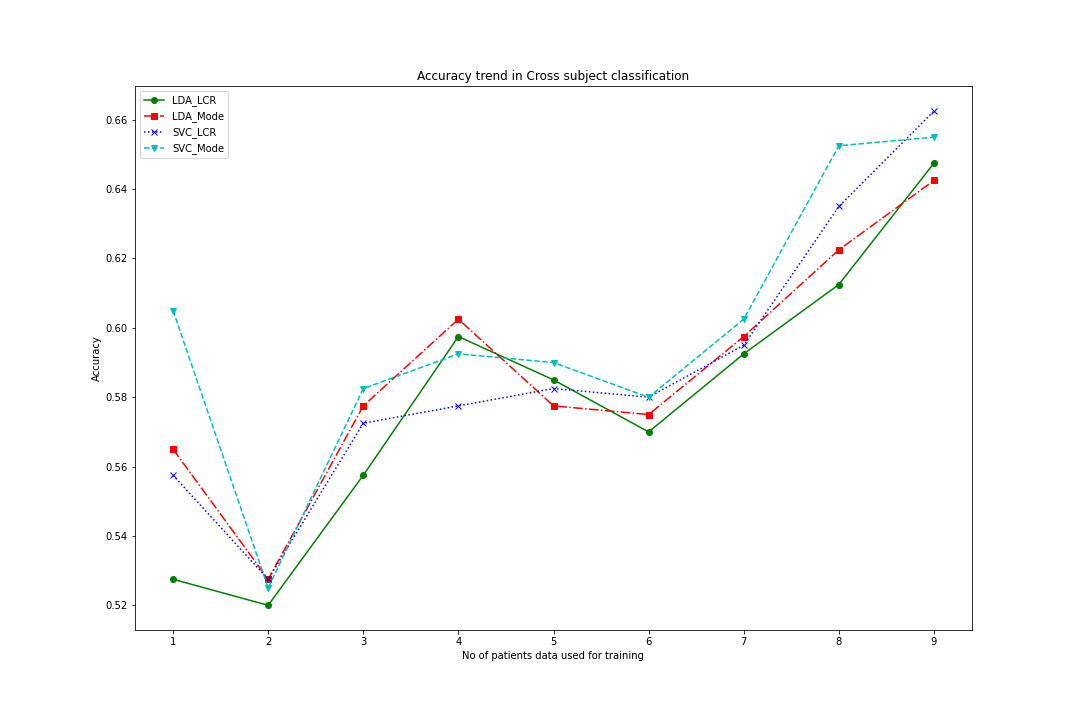 Accuracy trend in Cross subject classification
LDA_LCR
LDA_Mode
SVC_LCR
SVC_Mode
Accuracy
0.66
0.64
0.62
0.60
0.58
0.56
0.54
0.52
1 2 3 4 5 6 7 8 9
No of patients data used for training